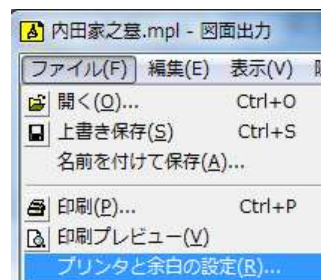 内田家之墓.mpl - 図面出力
ファイル(F) 編集(E) 表示(V)
開く(O)... Ctrl+O
上書き保存(S) Ctrl+S
名前を付けて保存(A)...
印刷(P)... Ctrl+P
印刷プレビュー(V)
プリンタと余白の設定(R)...